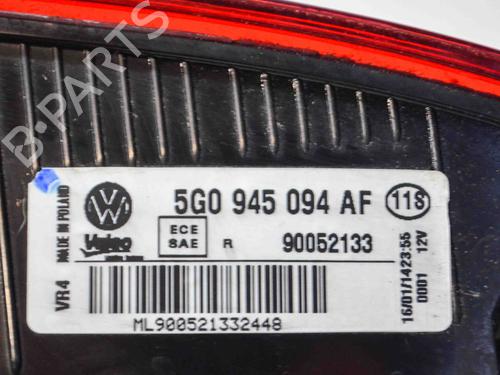 B-PARTS
MADE IN POLAND
5G0 945 094 AF
118
Valeo
ECE
SAE
R
90052133
VR4
ML900521332448
16/01/14 23:55
0001 12V